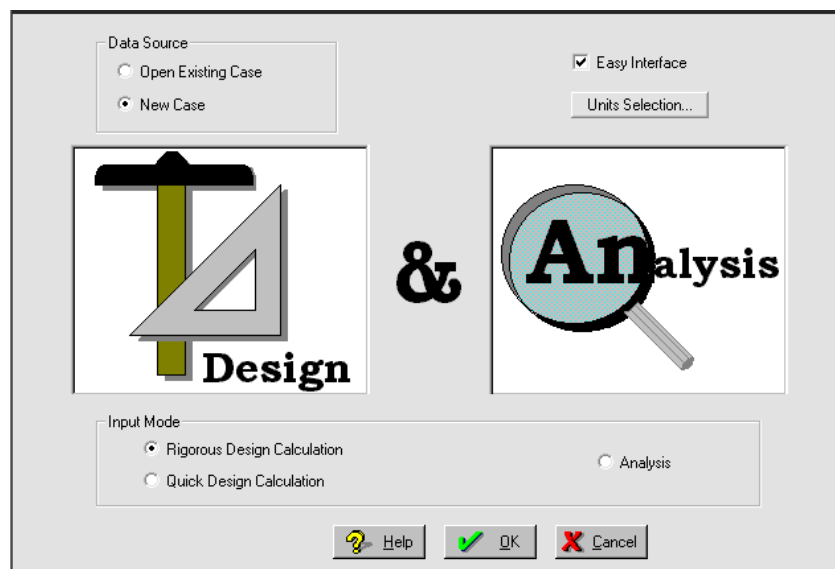 Data Source
Open Existing Case
New Case
Easy Interface
Units Selection...
Design
&
Analysis
Input Mode
Rigorous Design Calculation
Quick Design Calculation
Analysis
Help
OK
Cancel